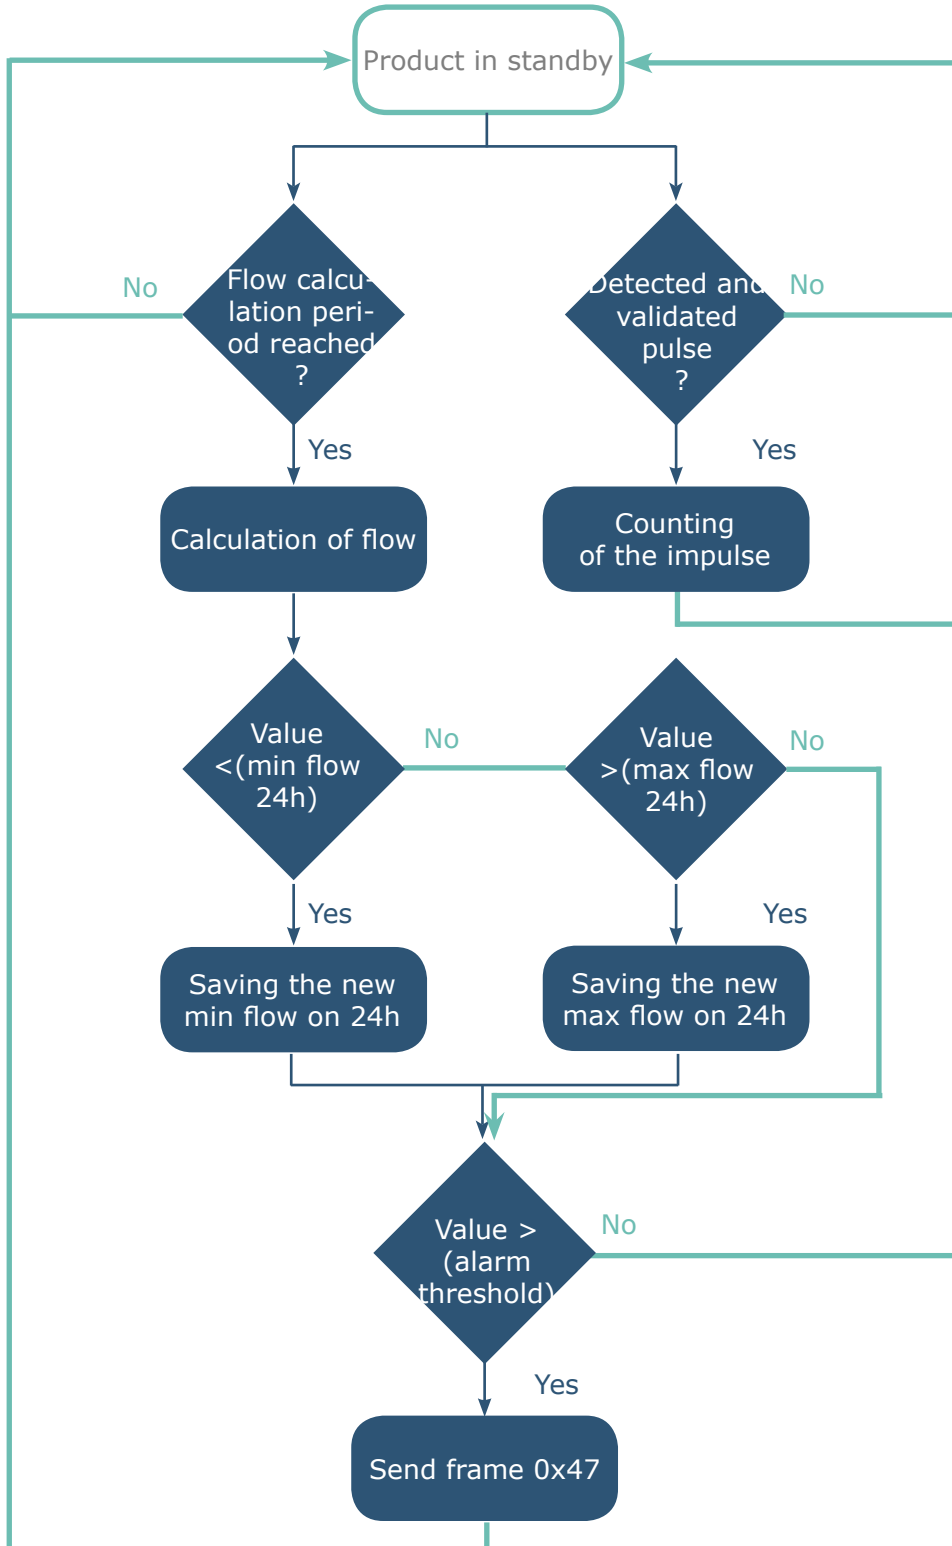 Product in standby
No
Flow calcu-
lation peri-
od reached
?
Detected and
validated
pulse
?
No
Yes
Yes
Calculation of flow
Counting
of the impulse
Value
<(min flow
24h)
No
Value
>(max flow
24h)
No
Yes
Yes
Saving the new
min flow on 24h
Saving the new
max flow on 24h
Value >
(alarm
threshold)
No
Yes
Send frame 0x47